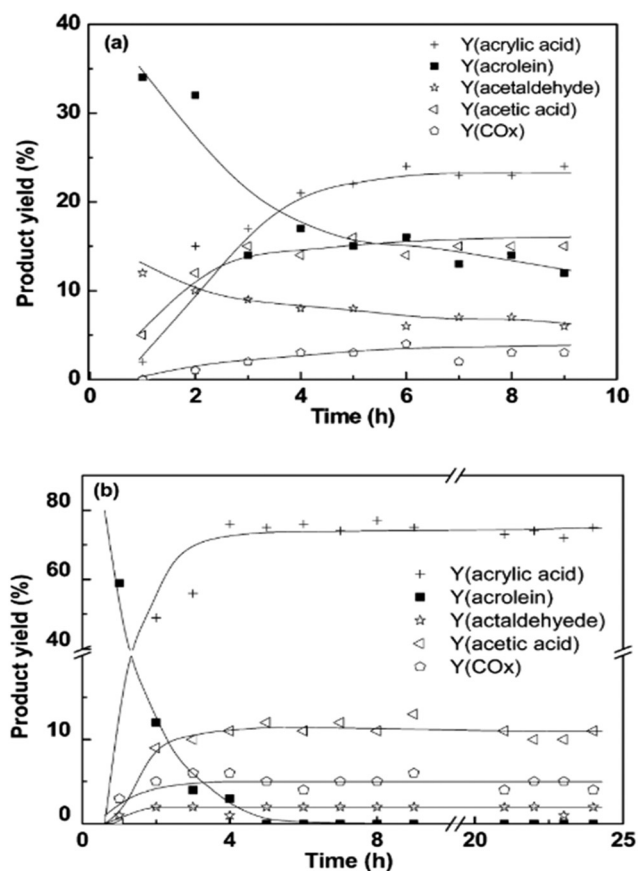 (a)
Y(acrylic acid)
Y(acrolein)
Y(acetaldehyde)
Y(acetic acid)
Y(COx)
Product yield (%)
40
30
20
10
0
0 2 4 6 8 10
Time (h)
(b)
Y(acrylic acid)
Y(acrolein)
Y(actaldehyede)
Y(acetic acid)
Y(COx)
Product yield (%)
80
60
40
10
0
0 2 4 6 8 20 25
Time (h)